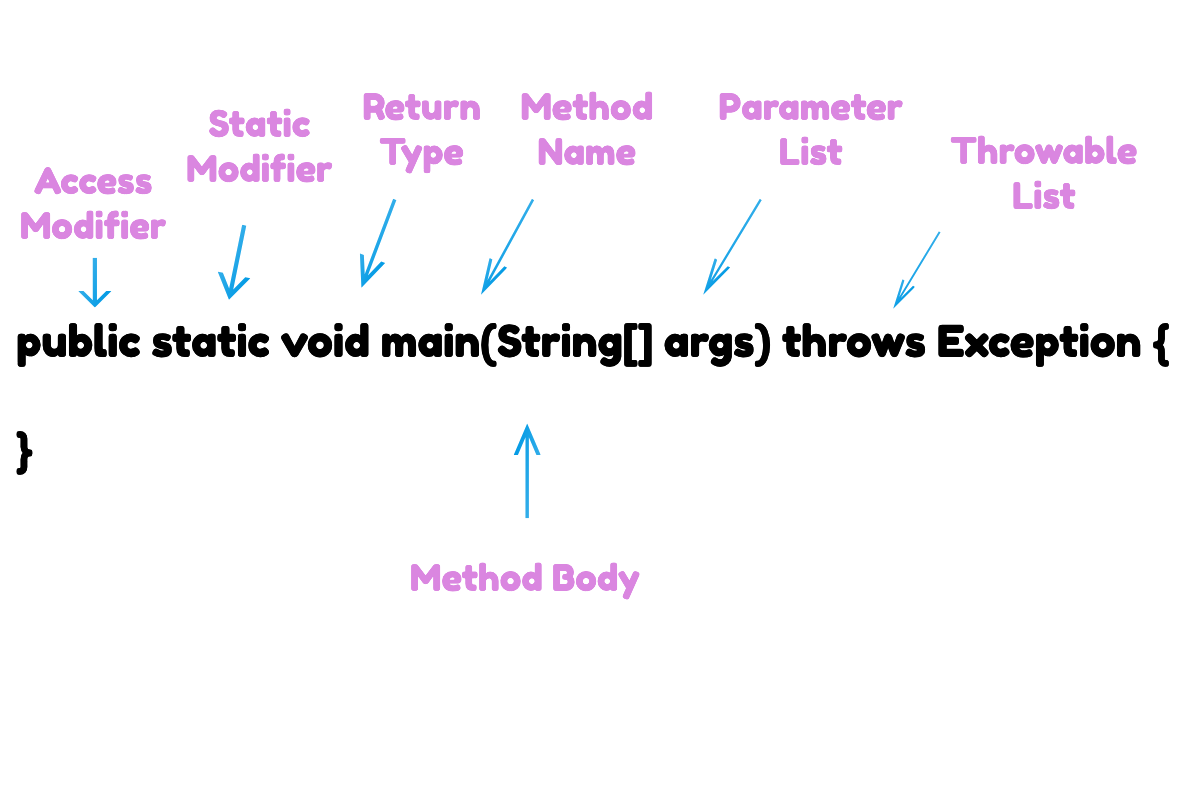 Access
Modifier
Static
Modifier
Return
Type
Method
Name
Parameter
List
Throwable
List
public static void main(String[] args) throws Exception {
}
Method Body